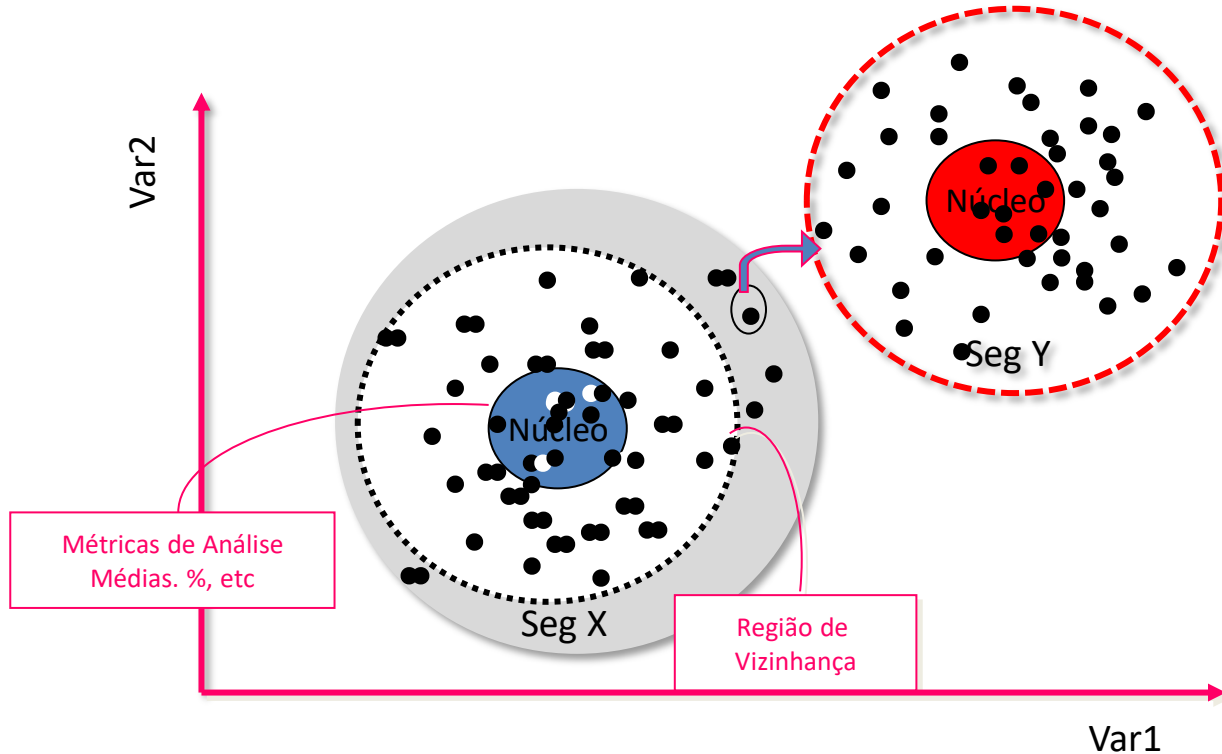 Var2
Núcleo
Seg Y
Núcleo
Métricas de Análise
Médias. %, etc
Seg X
Região de
Vizinhança
Var1